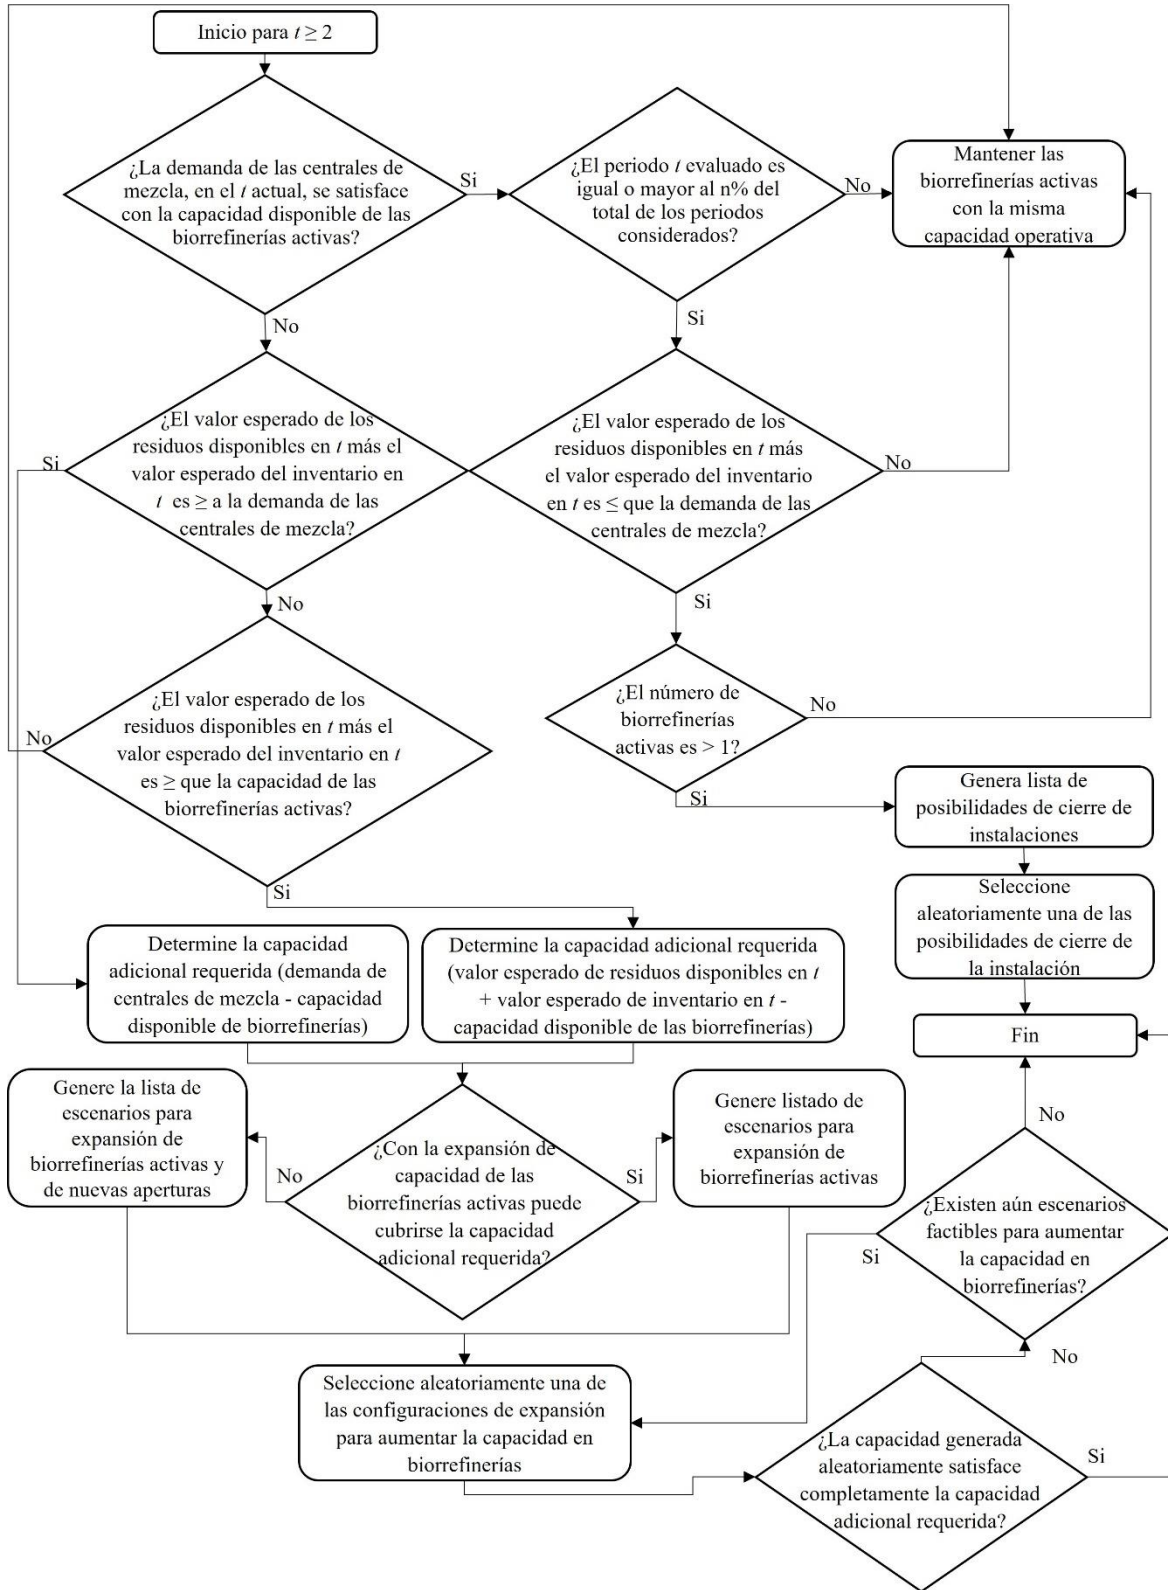 Inicio para t ≥ 2
¿La demanda de las centrales de
mezcla, en el t actual, se satisface
con la capacidad disponible de las
biorrefinerías activas?
Si
¿El periodo t evaluado es
igual o mayor al n% del
total de los periodos
considerados?
No
Mantener las
biorrefinerías activas
con la misma
capacidad operativa
No
Si
¿El valor esperado de los
residuos disponibles en t más el
valor esperado del inventario en
t es ≥ a la demanda de las
centrales de mezcla?
Si
¿El valor esperado de los
residuos disponibles en t más
el valor esperado del inventario
en t es ≤ que la demanda de las
centrales de mezcla?
No
No
Si
¿El valor esperado de los
residuos disponibles en t más el
valor esperado del inventario en t
es ≥ que la capacidad de las
biorrefinerías activas?
No
¿El número de
biorrefinerías
activas es > 1?
No
Si
Genera lista de
posibilidades de cierre de
instalaciones
Si
Seleccione
aleatoriamente una de las
posibilidades de cierre de
la instalación
Determine la capacidad
adicional requerida (demanda de
centrales de mezcla - capacidad
disponible de biorrefinerías)
Determine la capacidad adicional requerida
(valor esperado de residuos disponibles en t
+ valor esperado de inventario en t -
capacidad disponible de las biorrefinerías)
Fin
Genere la lista de
escenarios para
expansión de
biorrefinerías activas y
de nuevas aperturas
No
¿Con la expansión de
capacidad de las
biorrefinerías activas puede
cubrirse la capacidad
adicional requerida?
Si
Genere listado de
escenarios para
expansión de
biorrefinerías activas
No
¿Existen aún escenarios
factibles para aumentar
la capacidad en
biorrefinerías?
Si
No
Seleccione aleatoriamente una de
las configuraciones de expansión
para aumentar la capacidad en
biorrefinerías
¿La capacidad generada
aleatoriamente satisface
completamente la capacidad
adicional requerida?
Si